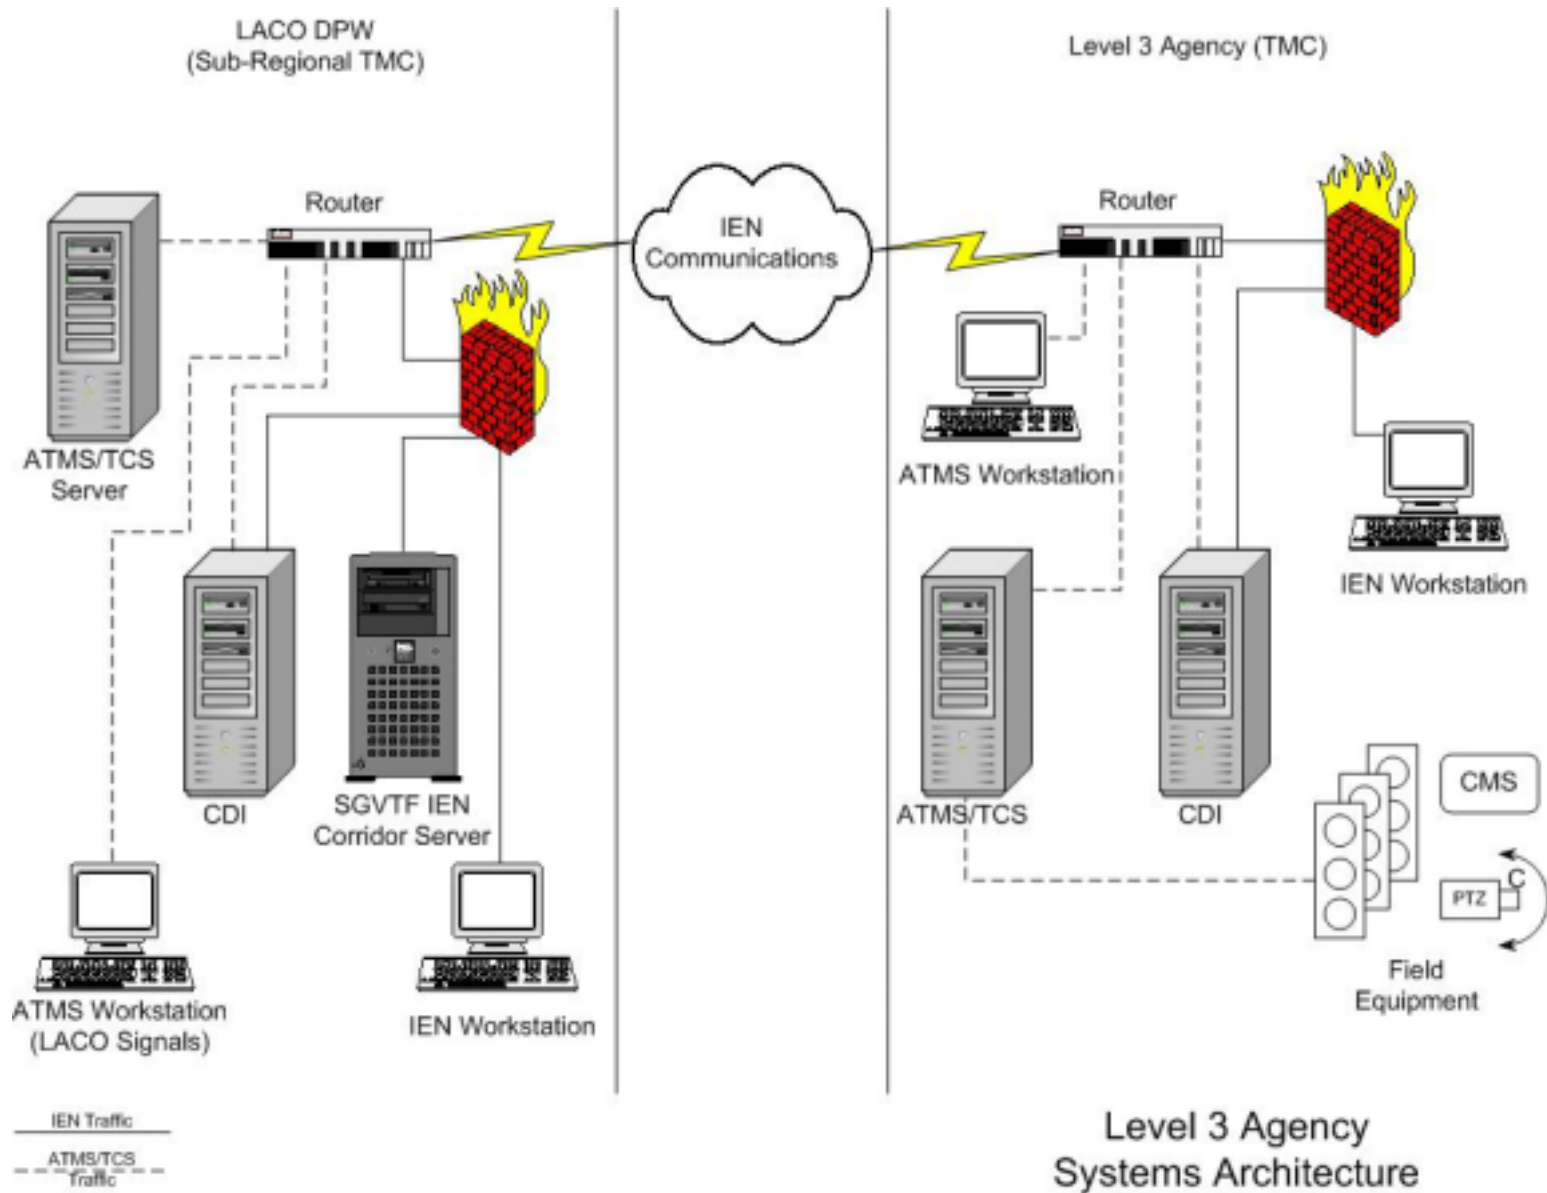 LACO DPW
(Sub-Regional TMC)
Level 3 Agency (TMC)
Router
IEN
Communications
Router
ATMS/TCS
Server
ATMS Workstation
IEN Workstation
CDI
SGVTF IEN
Corridor Server
ATMS/TCS
CDI
CMS
C
PTZ
Field
Equipment
ATMS Workstation
(LACO Signals)
IEN Workstation
IEN Traffic
ATMS/TCS
Traffic
Level 3 Agency
Systems Architecture